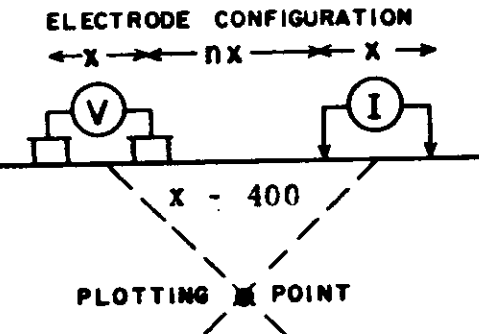 ELECTRODE CONFIGURATION
x nx x
V I
x - 400
PLOTTING POINT